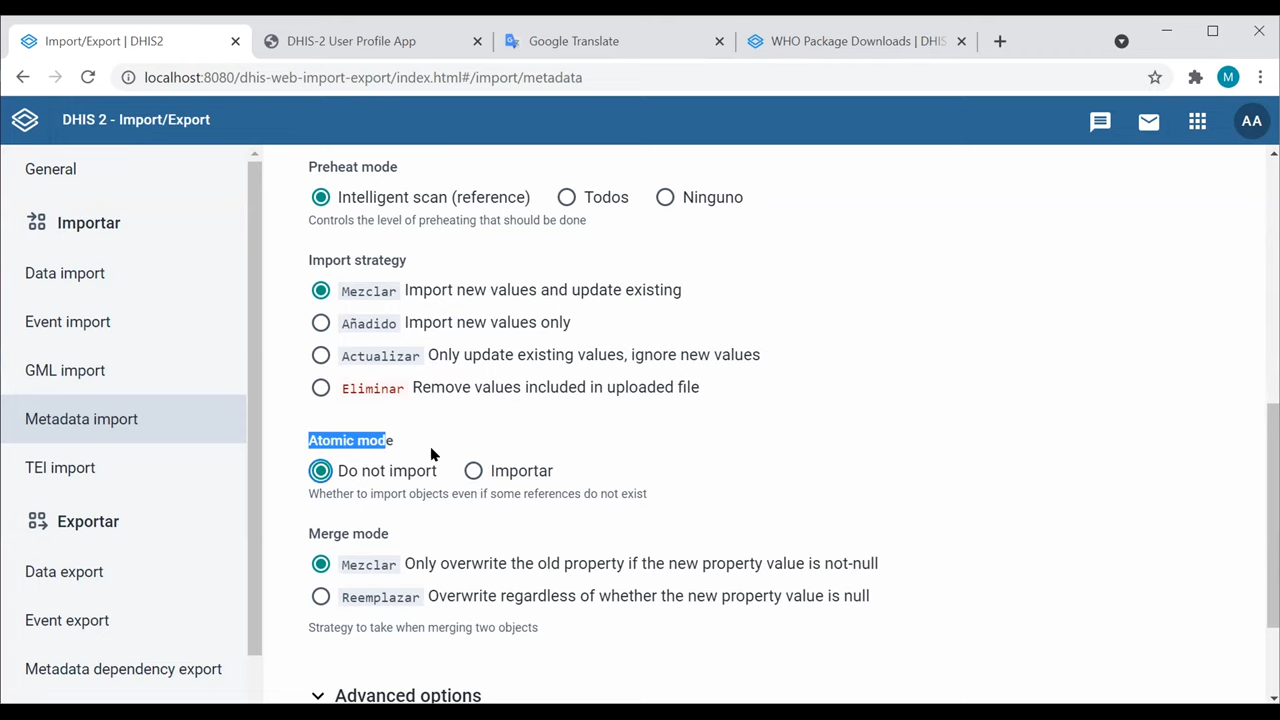 Import/Export | DHIS2
DHIS-2 User Profile App
Google Translate
WHO Package Downloads | DHIS
localhost:8080/dhis-web-import-export/index.html#/import/metadata
M
DHIS 2 - Import/Export
AA
General
Importar
Data import
Event import
GML import
Metadata import
TEI import
Exportar
Data export
Event export
Metadata dependency export
Preheat mode
Intelligent scan (reference) Todos Ninguno
Controls the level of preheating that should be done
Import strategy
Mezclar Import new values and update existing
Añadido Import new values only
Actualizar Only update existing values, ignore new values
Eliminar Remove values included in uploaded file
Atomic mode
Do not import Importar
Whether to import objects even if some references do not exist
Merge mode
Mezclar Only overwrite the old property if the new property value is not-null
Reemplazar Overwrite regardless of whether the new property value is null
Strategy to take when merging two objects
Advanced options